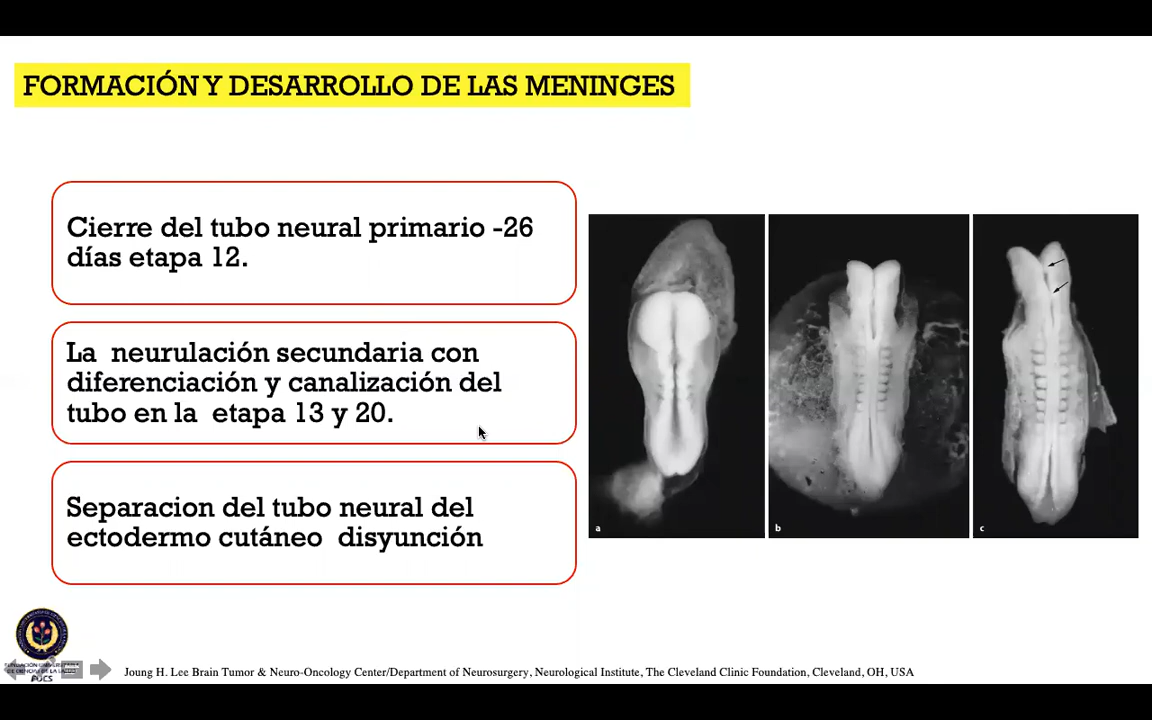 FORMACIÓN Y DESARROLLO DE LAS MENINGES
Cierre del tubo neural primario -26
días etapa 12.
La neurulación secundaria con
diferenciación y canalización del
tubo en la etapa 13 y 20.
Separacion del tubo neural del
ectodermo cutáneo disyunción
a
b
c
FUCS
Joung H. Lee Brain Tumor & Neuro-Oncology Center/Department of Neurosurgery, Neurological Institute, The Cleveland Clinic Foundation, Cleveland, OH, USA